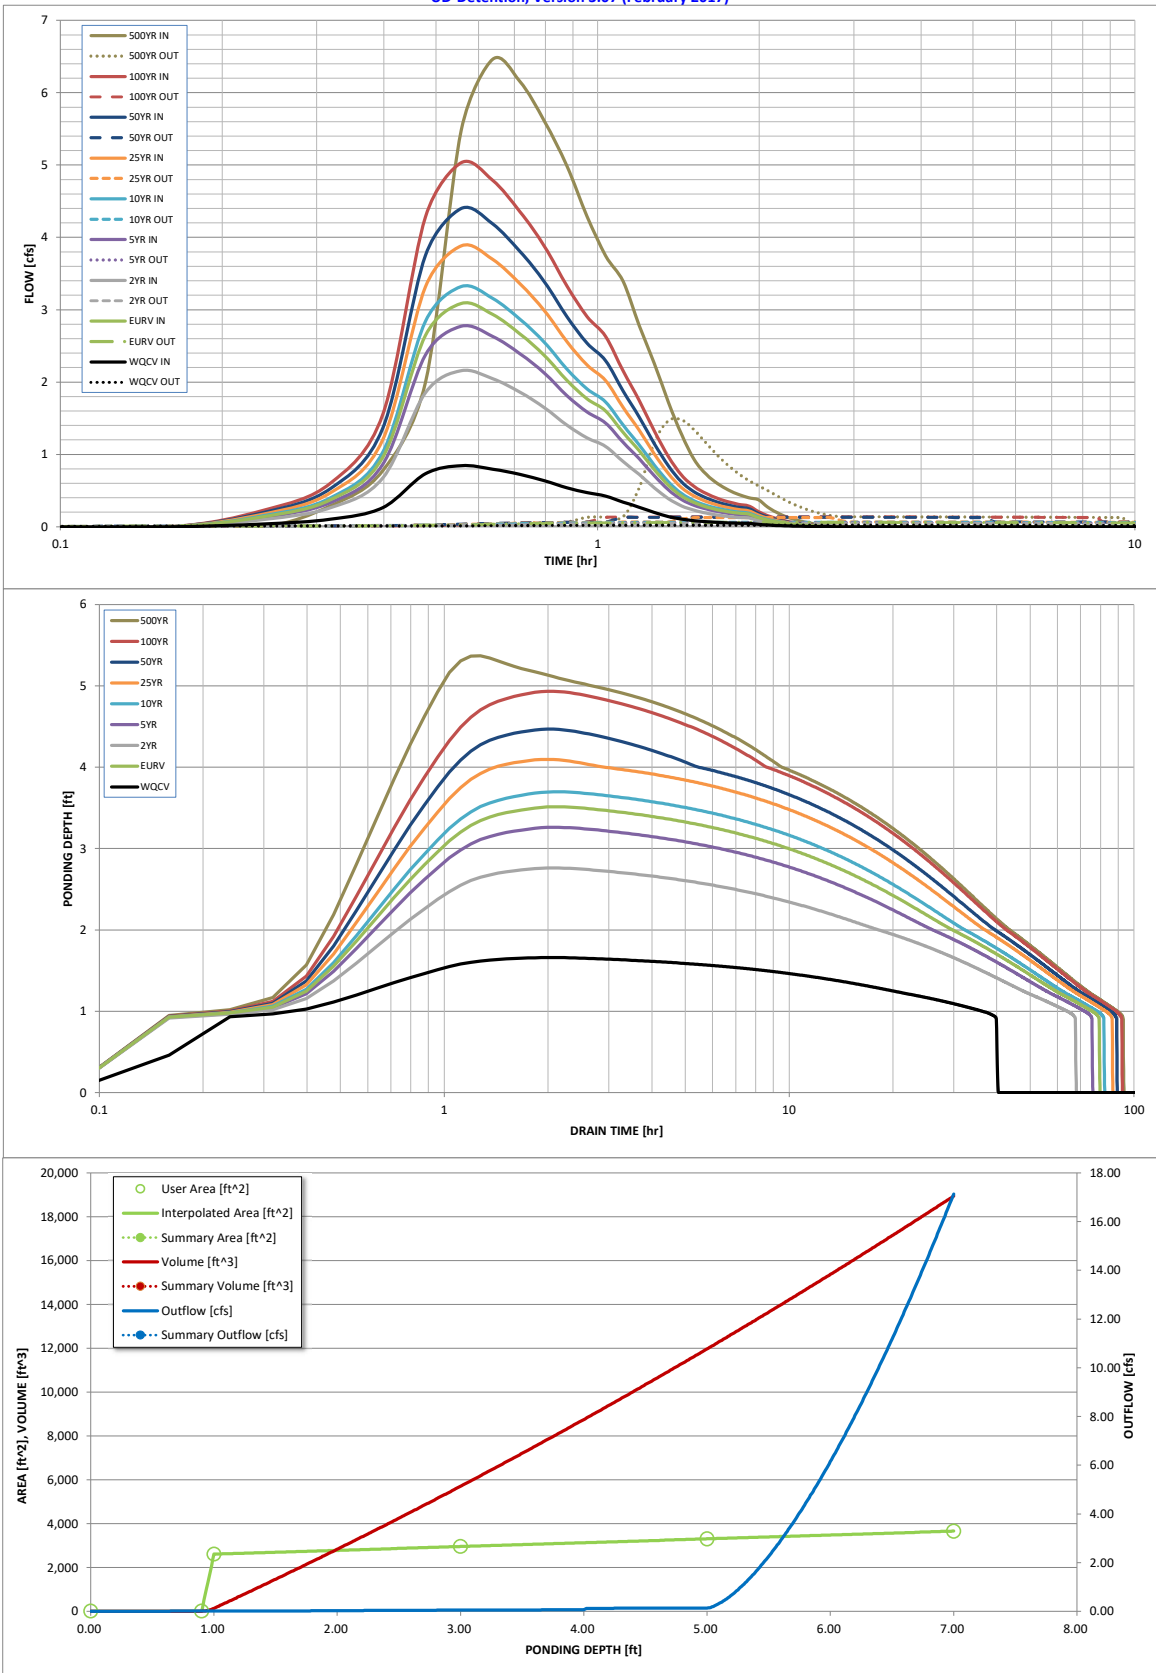 UD-Detention, Version 3.07 (February 2017)
7
6
5
4
3
2
1
0
FLOW [cfs]
500YR IN
500YR OUT
100YR IN
100YR OUT
50YR IN
50YR OUT
25YR IN
25YR OUT
10YR IN
10YR OUT
5YR IN
5YR OUT
2YR IN
2YR OUT
EURV IN
EURV OUT
WQCV IN
WQCV OUT
0.1
1
10
TIME [hr]
6
5
4
3
2
1
0
PONDING DEPTH [ft]
500YR
100YR
50YR
25YR
10YR
5YR
2YR
EURV
WQCV
0.1
1
10
100
DRAIN TIME [hr]
20,000
18,000
16,000
14,000
12,000
10,000
8,000
6,000
4,000
2,000
0
AREA [ft^2], VOLUME [ft^3]
User Area [ft^2]
Interpolated Area [ft^2]
Summary Area [ft^2]
Volume [ft^3]
Summary Volume [ft^3]
Outflow [cfs]
Summary Outflow [cfs]
18.00
16.00
14.00
12.00
10.00
8.00
6.00
4.00
2.00
0.00
OUTFLOW [cfs]
0.00
1.00
2.00
3.00
4.00
5.00
6.00
7.00
8.00
PONDING DEPTH [ft]